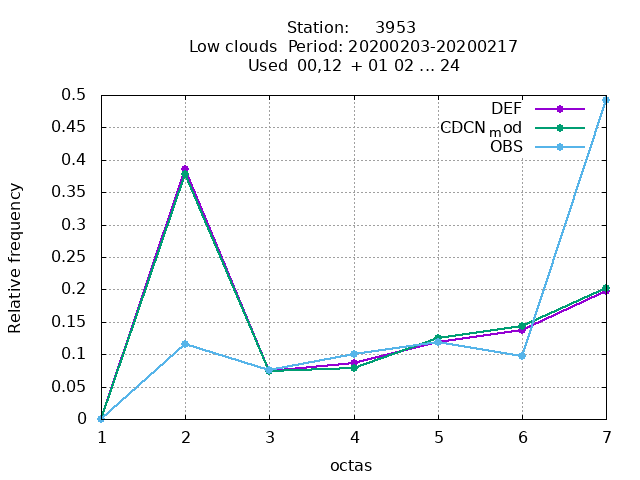 Station: 3953
Low clouds Period: 20200203-20200217
Used 00,12 + 01 02 ... 24
DEF
CDCN_mod
OBS
0.5
0.45
0.4
0.35
0.3
0.25
0.2
0.15
0.1
0.05
0
Relative frequency
1 2 3 4 5 6 7
octas